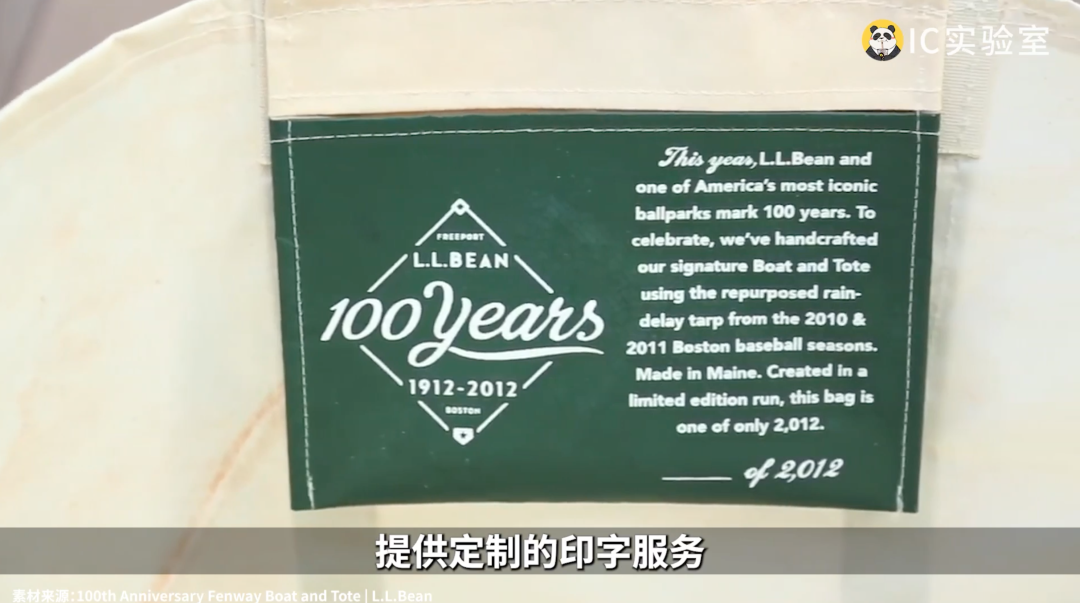 IC实验室
FREEPORT
L.L.BEAN
100 Years
1912-2012
BOSTON
This year, L.L.Bean and
one of America's most iconic
ballparks mark 100 years. To
celebrate, we've handcrafted
our signature Boat and Tote
using the repurposed rain-
delay tarp from the 2010 &
2011 Boston baseball seasons.
Made in Maine. Created in a
limited edition run, this bag is
one of only 2,012.
____ of 2,012
提供定制的印字服务
素材来源：100th Anniversary Fenway Boat and Tote | L.L.Bean